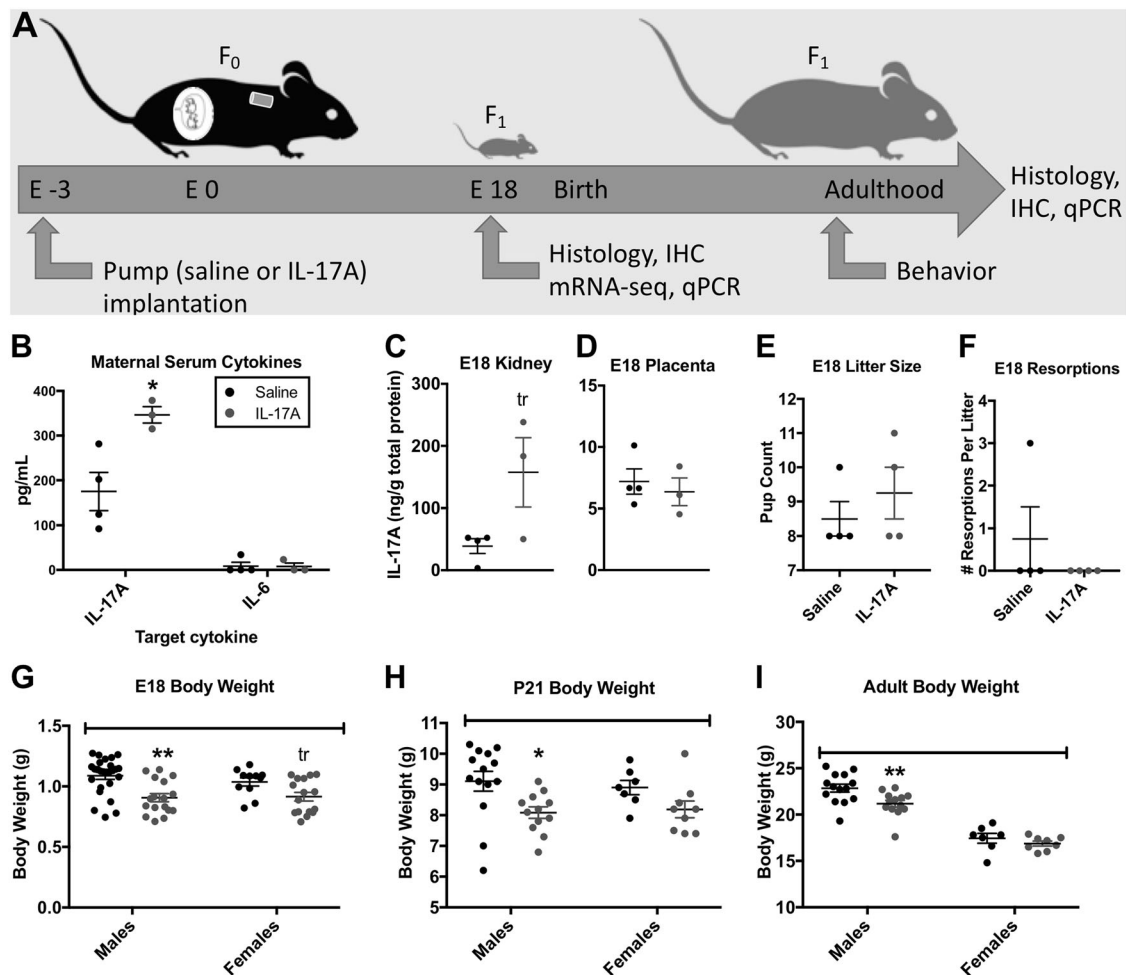 A
F0
F1
F1
E -3
E 0
E 18
Birth
Adulthood
Histology,
IHC, qPCR
Pump (saline or IL-17A)
implantation
Histology, IHC
mRNA-seq, qPCR
Behavior
B
Maternal Serum Cytokines
Saline
IL-17A
*
400
300
200
100
0
pg/mL
IL-17A
IL-6
Target cytokine
C
E18 Kidney
tr
300
200
100
0
IL-17A (ng/g total protein)
D
E18 Placenta
15
10
5
0
E
E18 Litter Size
12
11
10
9
8
7
Pup Count
Saline
IL-17A
F
E18 Resorptions
4
3
2
1
0
# Resorptions Per Litter
Saline
IL-17A
G
E18 Body Weight
1.5
1.0
0.5
0.0
Body Weight (g)
**
tr
Males
Females
H
P21 Body Weight
11
10
9
8
7
6
5
Body Weight (g)
*
Males
Females
I
Adult Body Weight
30
25
20
15
10
Body Weight (g)
**
Males
Females